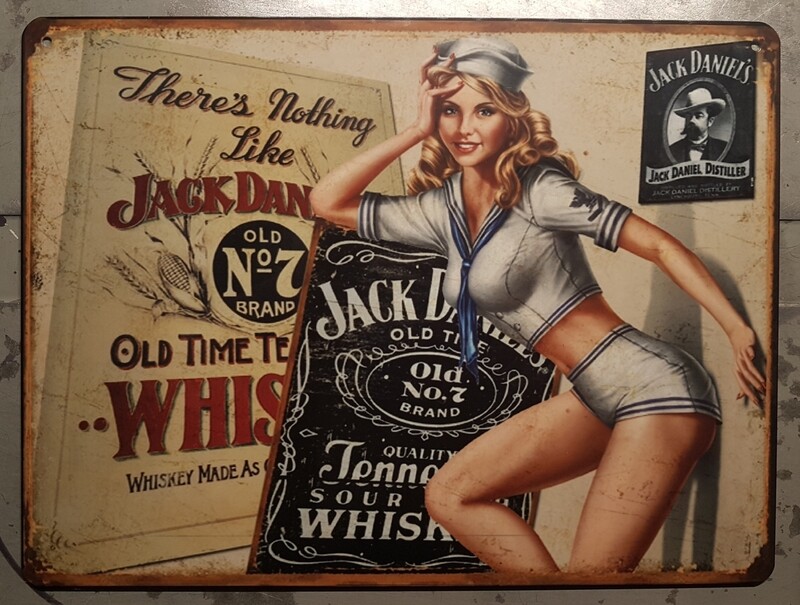 There's Nothing
Like
JACK DAN
OLD
Nº7
BRAND
OLD TIME TE
WHIS
WHISKEY MADE AS
JACK DANIEL'S
OLD TIME
Old
No.7
BRAND
QUALITY
Tenne
SOUR
WHISK
JACK DANIEL'S
JACK DANIEL DISTILLER
JACK DANIEL DISTILLERY